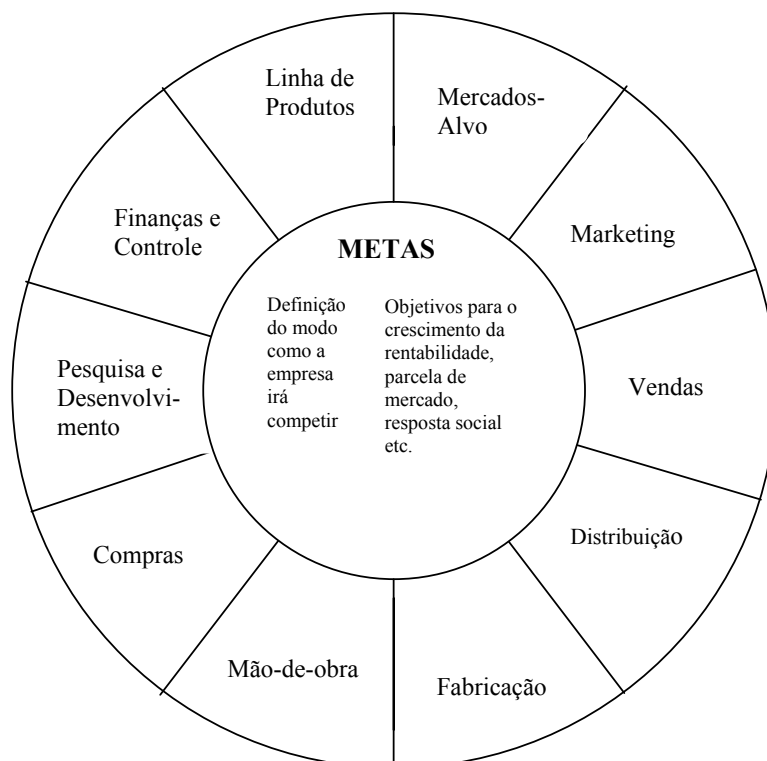 Linha de
Produtos
Mercados-
Alvo
Marketing
Vendas
Distribuição
Fabricação
Mão-de-obra
Compras
Pesquisa e
Desenvolvi-
mento
Finanças e
Controle
METAS
Definição
do modo
como a
empresa
irá
competir
Objetivos para o
crescimento da
rentabilidade,
parcela de
mercado,
resposta social
etc.